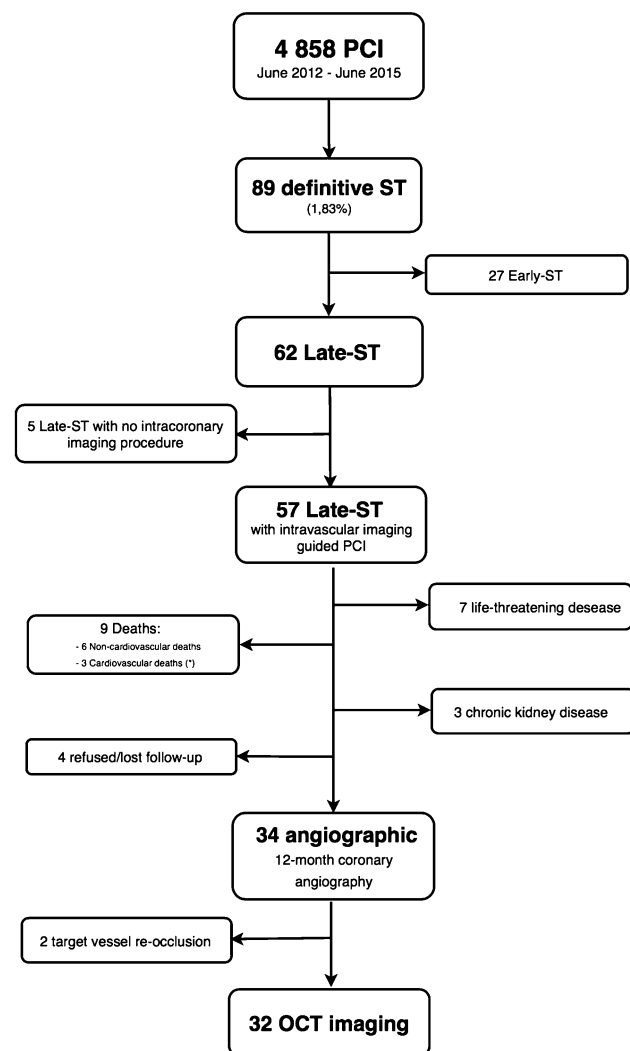 4 858 PCI
June 2012 - June 2015
89 definitive ST
(1,83%)
27 Early-ST
62 Late-ST
5 Late-ST with no intracoronary
imaging procedure
57 Late-ST
with intravascular imaging
guided PCI
7 life-threatening desease
9 Deaths:
- 6 Non-cardiovascular deaths
- 3 Cardiovascular deaths (*)
3 chronic kidney disease
4 refused/lost follow-up
34 angiographic
12-month coronary
angiography
2 target vessel re-occlusion
32 OCT imaging